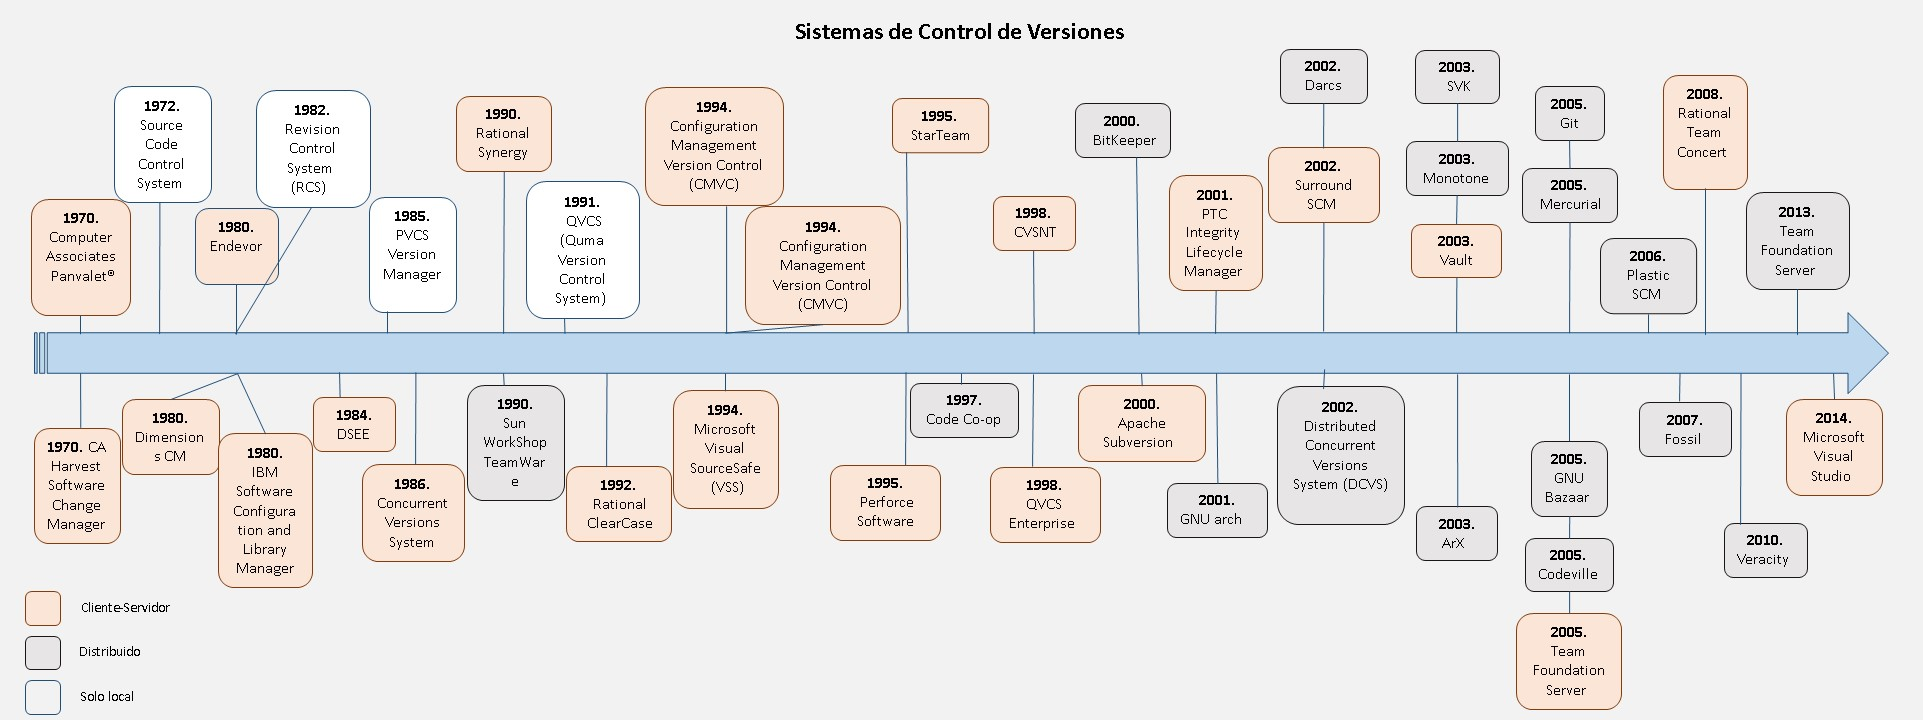 Sistemas de Control de Versiones
1970.
Computer
Associates
Panvalet®
1972.
Source
Code
Control
System
1980.
Endevor
1982.
Revision
Control
System
(RCS)
1985.
PVCS
Version
Manager
1990.
Rational
Synergy
1991.
QVCS
(Quma
Version
Control
System)
1994.
Configuration
Management
Version Control
(CMVC)
1994.
Configuration
Management
Version Control
(CMVC)
1995.
StarTeam
1998.
CVSNT
2000.
BitKeeper
2001.
PTC
Integrity
Lifecycle
Manager
2002.
Darcs
2002.
Surround
SCM
2003.
SVK
2003.
Monotone
2003.
Vault
2005.
Git
2005.
Mercurial
2006.
Plastic
SCM
2008.
Rational
Team
Concert
2013.
Team
Foundation
Server
1970. CA
Harvest
Software
Change
Manager
1980.
Dimension
s CM
1980.
IBM
Software
Configura
tion and
Library
Manager
1984.
DSEE
1986.
Concurrent
Versions
System
1990.
Sun
WorkShop
TeamWar
e
1992.
Rational
ClearCase
1994.
Microsoft
Visual
SourceSafe
(VSS)
1995.
Perforce
Software
1997.
Code Co-op
1998.
QVCS
Enterprise
2000.
Apache
Subversion
2001.
GNU arch
2002.
Distributed
Concurrent
Versions
System (DCVS)
2003.
ArX
2005.
GNU
Bazaar
2005.
Codeville
2005.
Team
Foundation
Server
2007.
Fossil
2010.
Veracity
2014.
Microsoft
Visual
Studio
Cliente-Servidor
Distribuido
Solo local